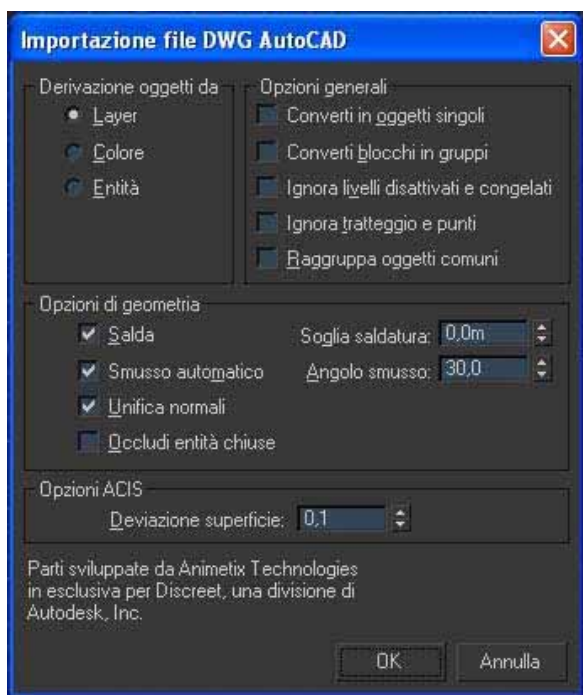 Importazione file DWG AutoCAD
Derivazione oggetti da
Layer
Colore
Entità
Opzioni generali
Converti in oggetti singoli
Converti blocchi in gruppi
Ignora livelli disattivati e congelati
Ignora tratteggio e punti
Raggruppa oggetti comuni
Opzioni di geometria
Salda
Soglia saldatura: 0,0m
Smusso automatico
Angolo smusso: 30,0
Unifica normali
Occludi entità chiuse
Opzioni ACIS
Deviazione superficie: 0,1
Parti sviluppate da Animetix Technologies
in esclusiva per Discreet, una divisione di
Autodesk, Inc.
OK
Annulla